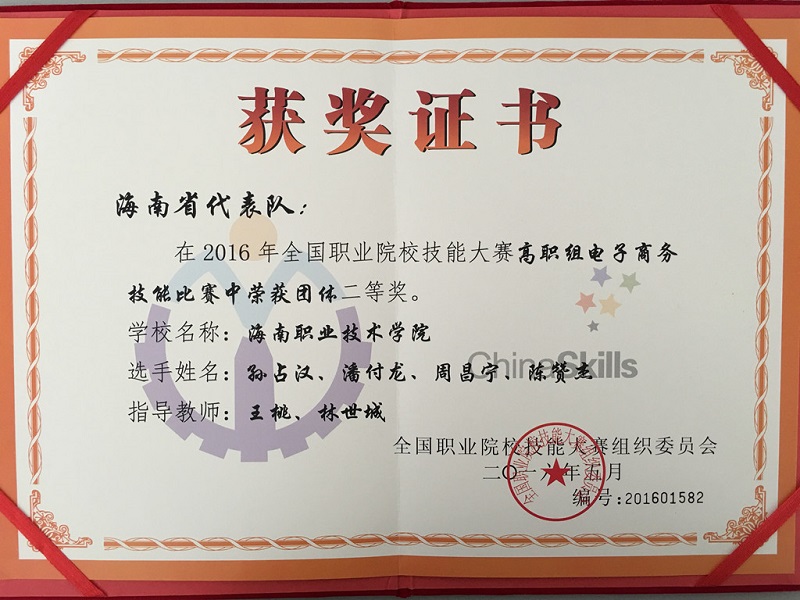 获奖证书
海南省代表队：
在2016年全国职业院校技能大赛高职组电子商务
技能比赛中荣获团体二等奖。
ChinaSkills
学校名称：海南职业技术学院
选手姓名：孙占汉、潘付龙、周昌宁、陈赞杰
指导教师：王桃、林世城
全国职业院校技能大赛组织委员会
二〇一六年五月
编号:201601582